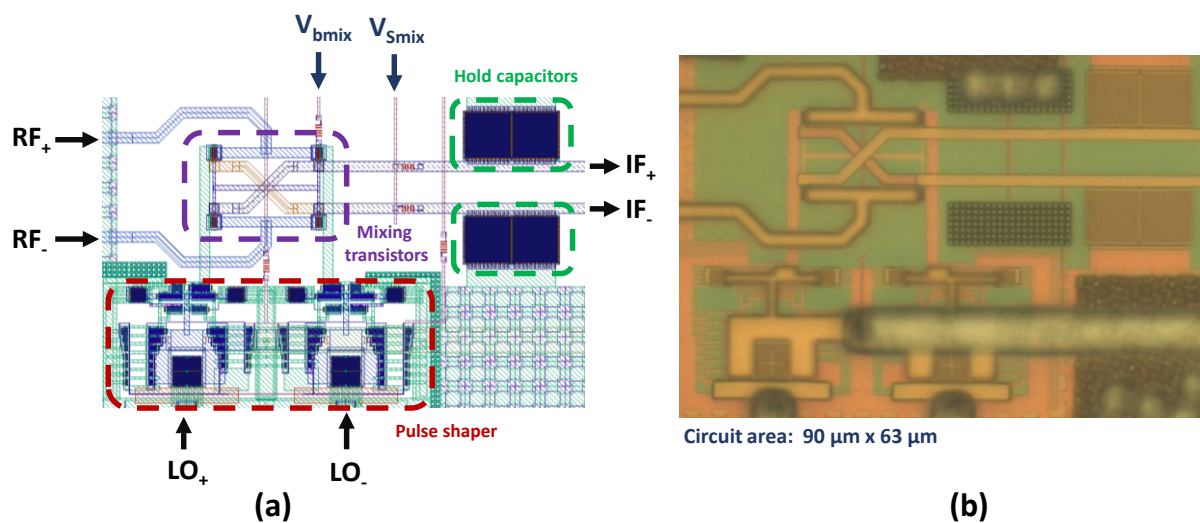 V_bmix
V_Smix
Hold capacitors
RF+
IF+
RF-
IF-
Mixing
transistors
Pulse shaper
Circuit area: 90 µm x 63 µm
LO+
LO-
(a)
(b)